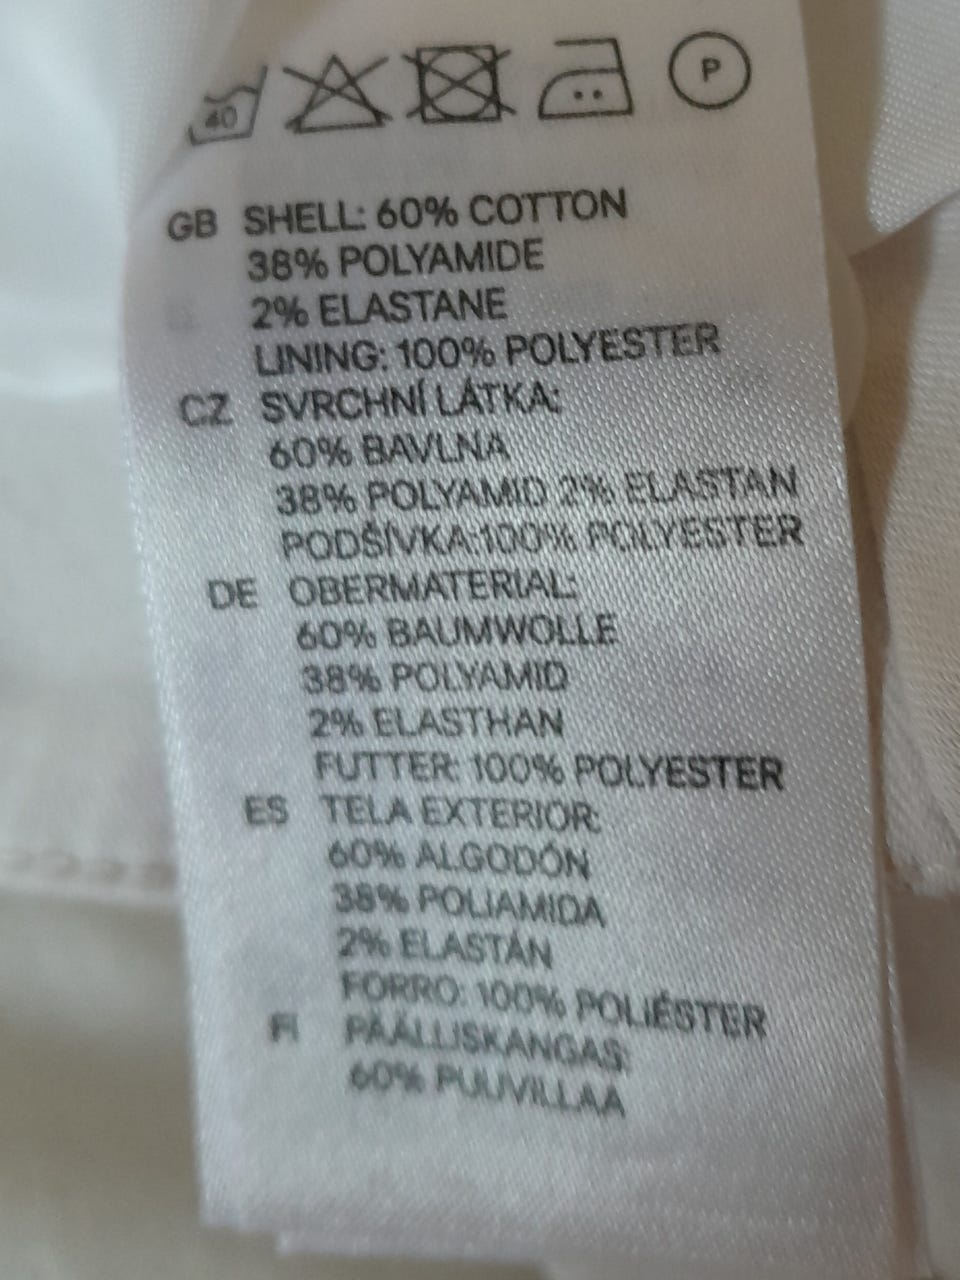 40 P
GB SHELL: 60% COTTON
38% POLYAMIDE
2% ELASTANE
LINING: 100% POLYESTER
CZ SVRCHNÍ LÁTKA:
60% BAVLNA
38% POLYAMID 2% ELASTAN
PODŠÍVKA:100% POLYESTER
DE OBERMATERIAL:
60% BAUMWOLLE
38% POLYAMID
2% ELASTHAN
FUTTER: 100% POLYESTER
ES TELA EXTERIOR:
60% ALGODÓN
38% POLIAMIDA
2% ELASTÁN
FORRO: 100% POLIÉSTER
FI PÄÄLLISKANGAS:
60% PUUVILLAA